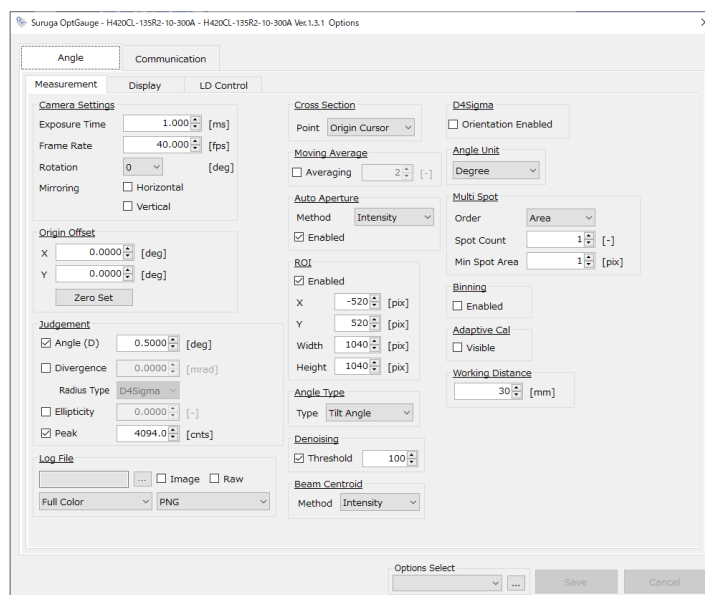 Suruga OptGauge - H420CL-135R2-10-300A - H420CL-135R2-10-300A Ver.1.3.1 Options
Angle
Communication
Measurement
Display
LD Control
Camera Settings
Exposure Time 1.000 [ms]
Frame Rate 40.000 [fps]
Rotation 0 [deg]
Mirroring Horizontal
Vertical
Origin Offset
X 0.0000 [deg]
Y 0.0000 [deg]
Zero Set
Judgement
Angle (D) 0.5000 [deg]
Divergence 0.0000 [mrad]
Radius Type D4Sigma
Ellipticity 0.0000 [-]
Peak 4094.0 [cnts]
Log File
... Image Raw
Full Color PNG
Cross Section
Point Origin Cursor
Moving Average
Averaging 2 [-]
Auto Aperture
Method Intensity
Enabled
ROI
Enabled
X -520 [pix]
Y 520 [pix]
Width 1040 [pix]
Height 1040 [pix]
Angle Type
Type Tilt Angle
Denoising
Threshold 100
Beam Centroid
Method Intensity
D4Sigma
Orientation Enabled
Angle Unit
Degree
Multi Spot
Order Area
Spot Count 1 [-]
Min Spot Area 1 [pix]
Binning
Enabled
Adaptive Cal
Visible
Working Distance
30 [mm]
Options Select
...
Save
Cancel